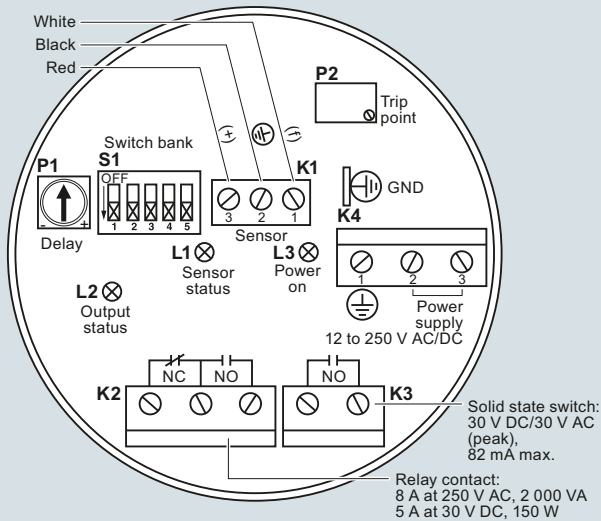 White
Black
Red
P2
Trip
point
(+)
(f)
Switch bank
S1
OFF
1 2 3 4 5
P1
- +
Delay
K1
3 2 1
Sensor
GND
K4
1 2 3
Power
supply
12 to 250 V AC/DC
L1
Sensor
status
L3
Power
on
L2
Output
status
NC
NO
K2
NO
K3
Solid state switch:
30 V DC/30 V AC
(peak),
82 mA max.
Relay contact:
8 A at 250 V AC, 2 000 VA
5 A at 30 V DC, 150 W